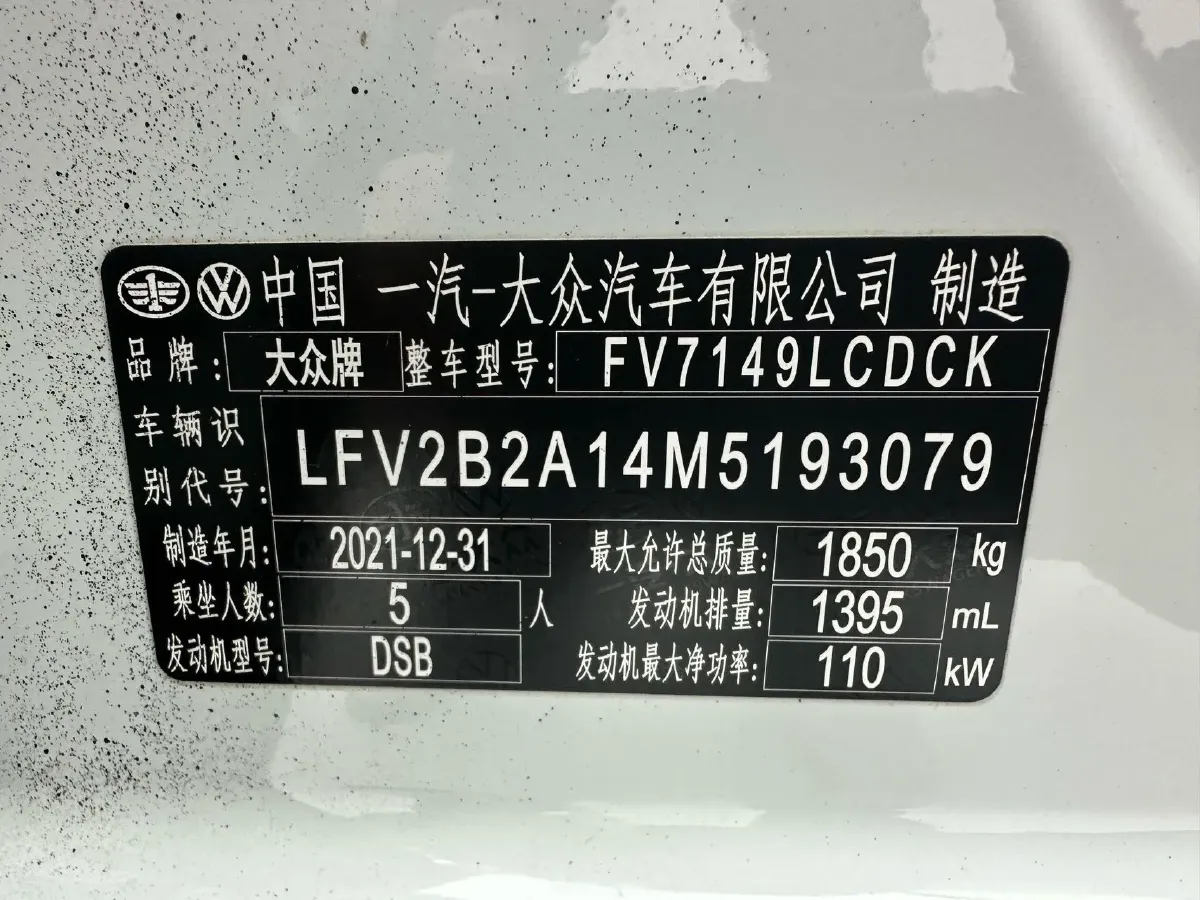 中国 一汽-大众汽车有限公司 制造
品牌: 大众牌 整车型号: FV7149LCDCK
车辆识别代号: LFV2B2A14M5193079
制造年月: 2021-12-31 最大允许总质量: 1850 kg
乘坐人数: 5 人 发动机排量: 1395 mL
发动机型号: DSB 发动机最大净功率: 110 kW